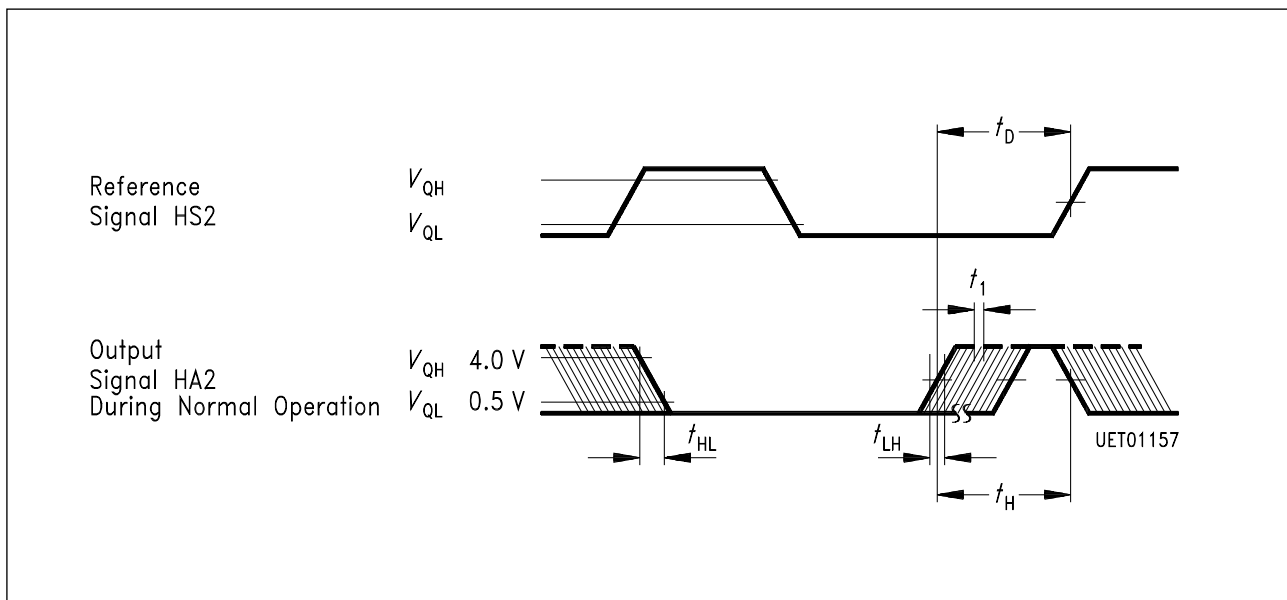 t_D
Reference V_QH
Signal HS2 V_QL
t_1
Output
Signal HA2 V_QH 4.0 V
During Normal Operation V_QL 0.5 V
t_HL t_LH UET01157
t_H